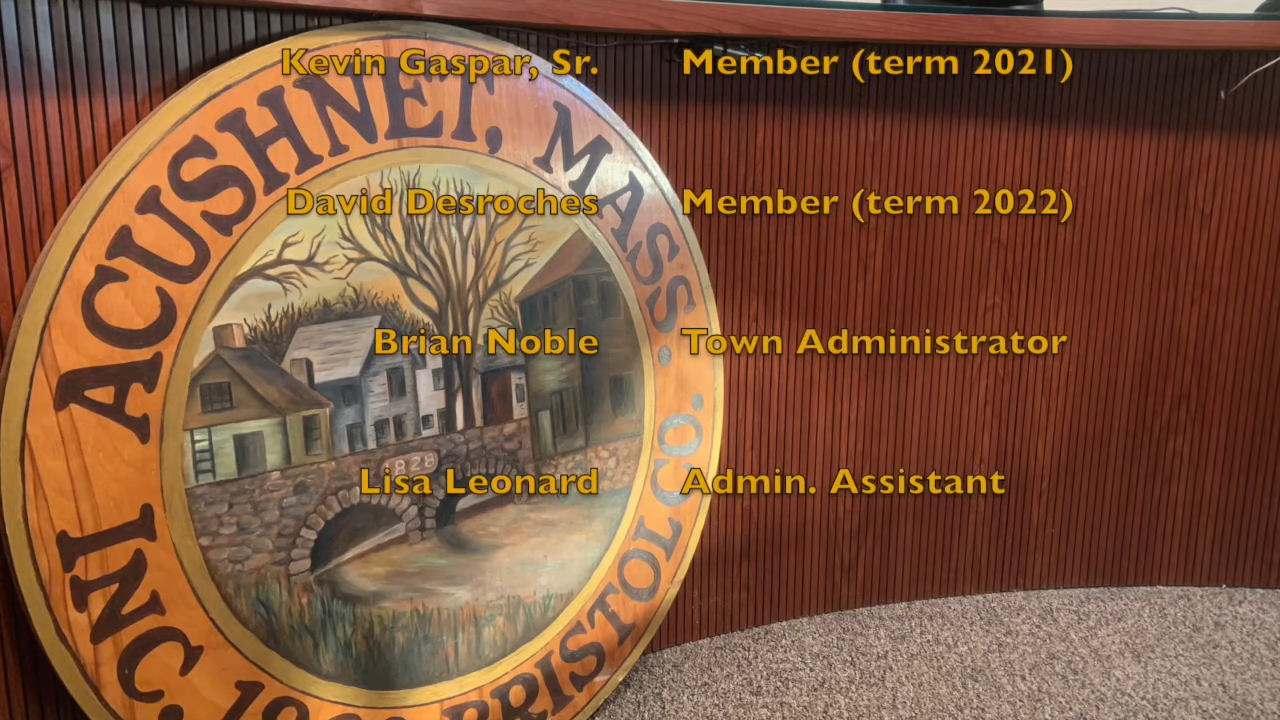 Kevin Gaspar, Sr. Member (term 2021)
David Desroches Member (term 2022)
Brian Noble Town Administrator
Lisa Leonard Admin. Assistant
ACUSHNET, MASS.
INC. BRISTOL CO.
1828